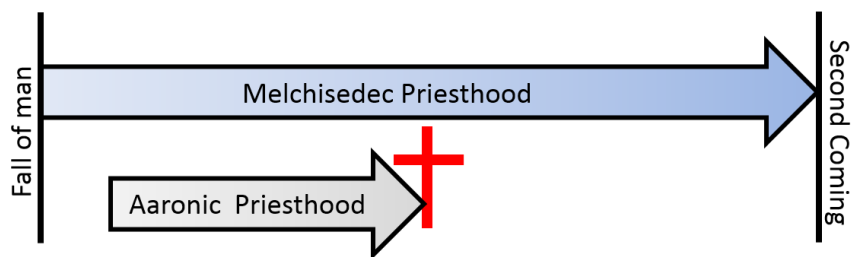 Fall of man
Melchisedec Priesthood
Aaronic  Priesthood
Second Coming